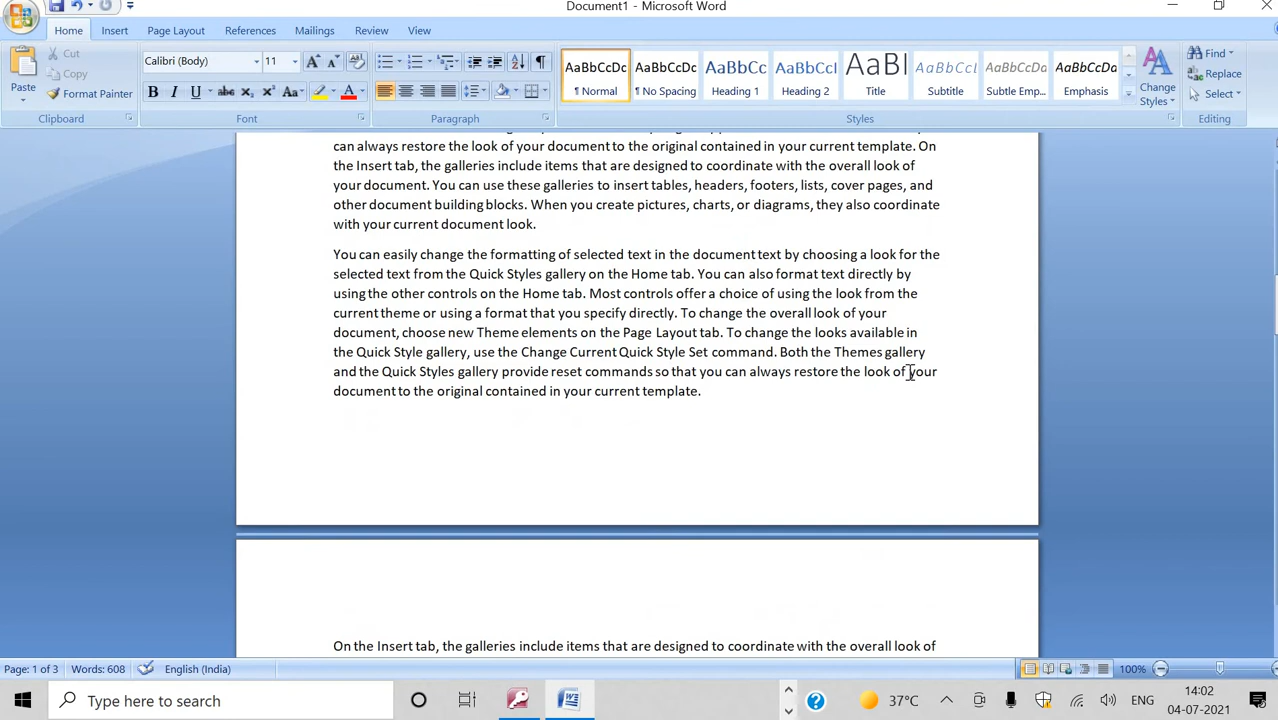 Document1 - Microsoft Word
Home Insert Page Layout References Mailings Review View
Cut
Copy
Format Painter
Paste
Clipboard
Calibri (Body) 11
Font
Paragraph
AaBbCcDc AaBbCcDc AaBbCc AaBbCcI AaBl AaBbCcI AaBbCcDa AaBbCcDc
¶ Normal ¶ No Spacing Heading 1 Heading 2 Title Subtitle Subtle Emp... Emphasis
Styles
Change Styles
Find
Replace
Select
Editing
can always restore the look of your document to the original contained in your current template. On
the Insert tab, the galleries include items that are designed to coordinate with the overall look of
your document. You can use these galleries to insert tables, headers, footers, lists, cover pages, and
other document building blocks. When you create pictures, charts, or diagrams, they also coordinate
with your current document look.
You can easily change the formatting of selected text in the document text by choosing a look for the
selected text from the Quick Styles gallery on the Home tab. You can also format text directly by
using the other controls on the Home tab. Most controls offer a choice of using the look from the
current theme or using a format that you specify directly. To change the overall look of your
document, choose new Theme elements on the Page Layout tab. To change the looks available in
the Quick Style gallery, use the Change Current Quick Style Set command. Both the Themes gallery
and the Quick Styles gallery provide reset commands so that you can always restore the look of your
document to the original contained in your current template.
On the Insert tab, the galleries include items that are designed to coordinate with the overall look of
Page: 1 of 3 Words: 608 English (India) 100%
Type here to search
37°C ENG 14:02
04-07-2021